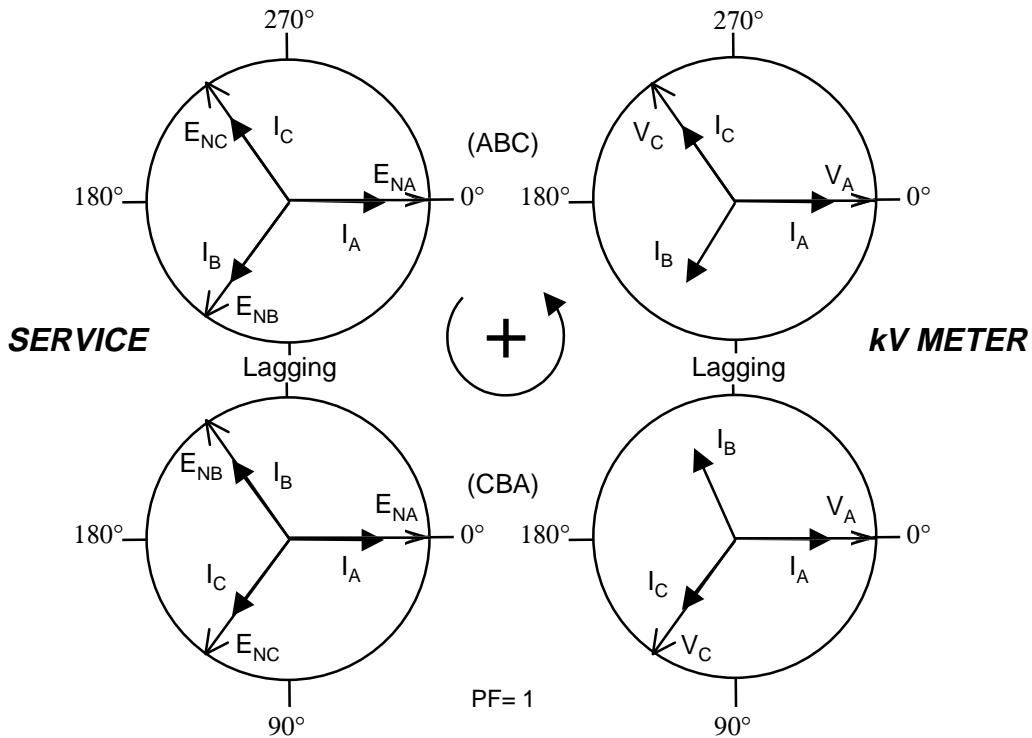 270°
270°
E_NC
I_C
(ABC)
V_C
I_C
E_NA
V_A
180°
0°
180°
0°
I_A
I_A
I_B
I_B
E_NB
SERVICE
+
kV METER
Lagging
Lagging
I_B
E_NB
I_B
(CBA)
E_NA
V_A
180°
0°
180°
0°
I_C
I_A
I_C
I_A
E_NC
V_C
PF= 1
90°
90°